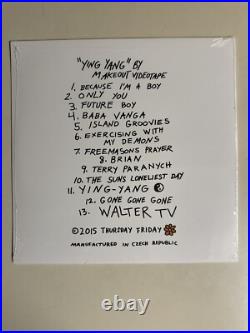 "YING YANG" BY
MAKEOUT VIDEOTAPE
1. BECAUSE I'M A BOY
2. ONLY YOU
3. FUTURE BOY
4. BABA VANGA
5. ISLAND GROOVIES
6. EXERCISING WITH
MY DEMONS
7. FREEMASONS PRAYER
8. BRIAN
9. TERRY PARANYCH
10. THE SUNS LONELIEST DAY
11. YING-YANG
12. GONE GONE GONE
13. WALTER TV
©2015 THURSDAY FRIDAY
MANUFACTURED IN CZECH REPUBLIC